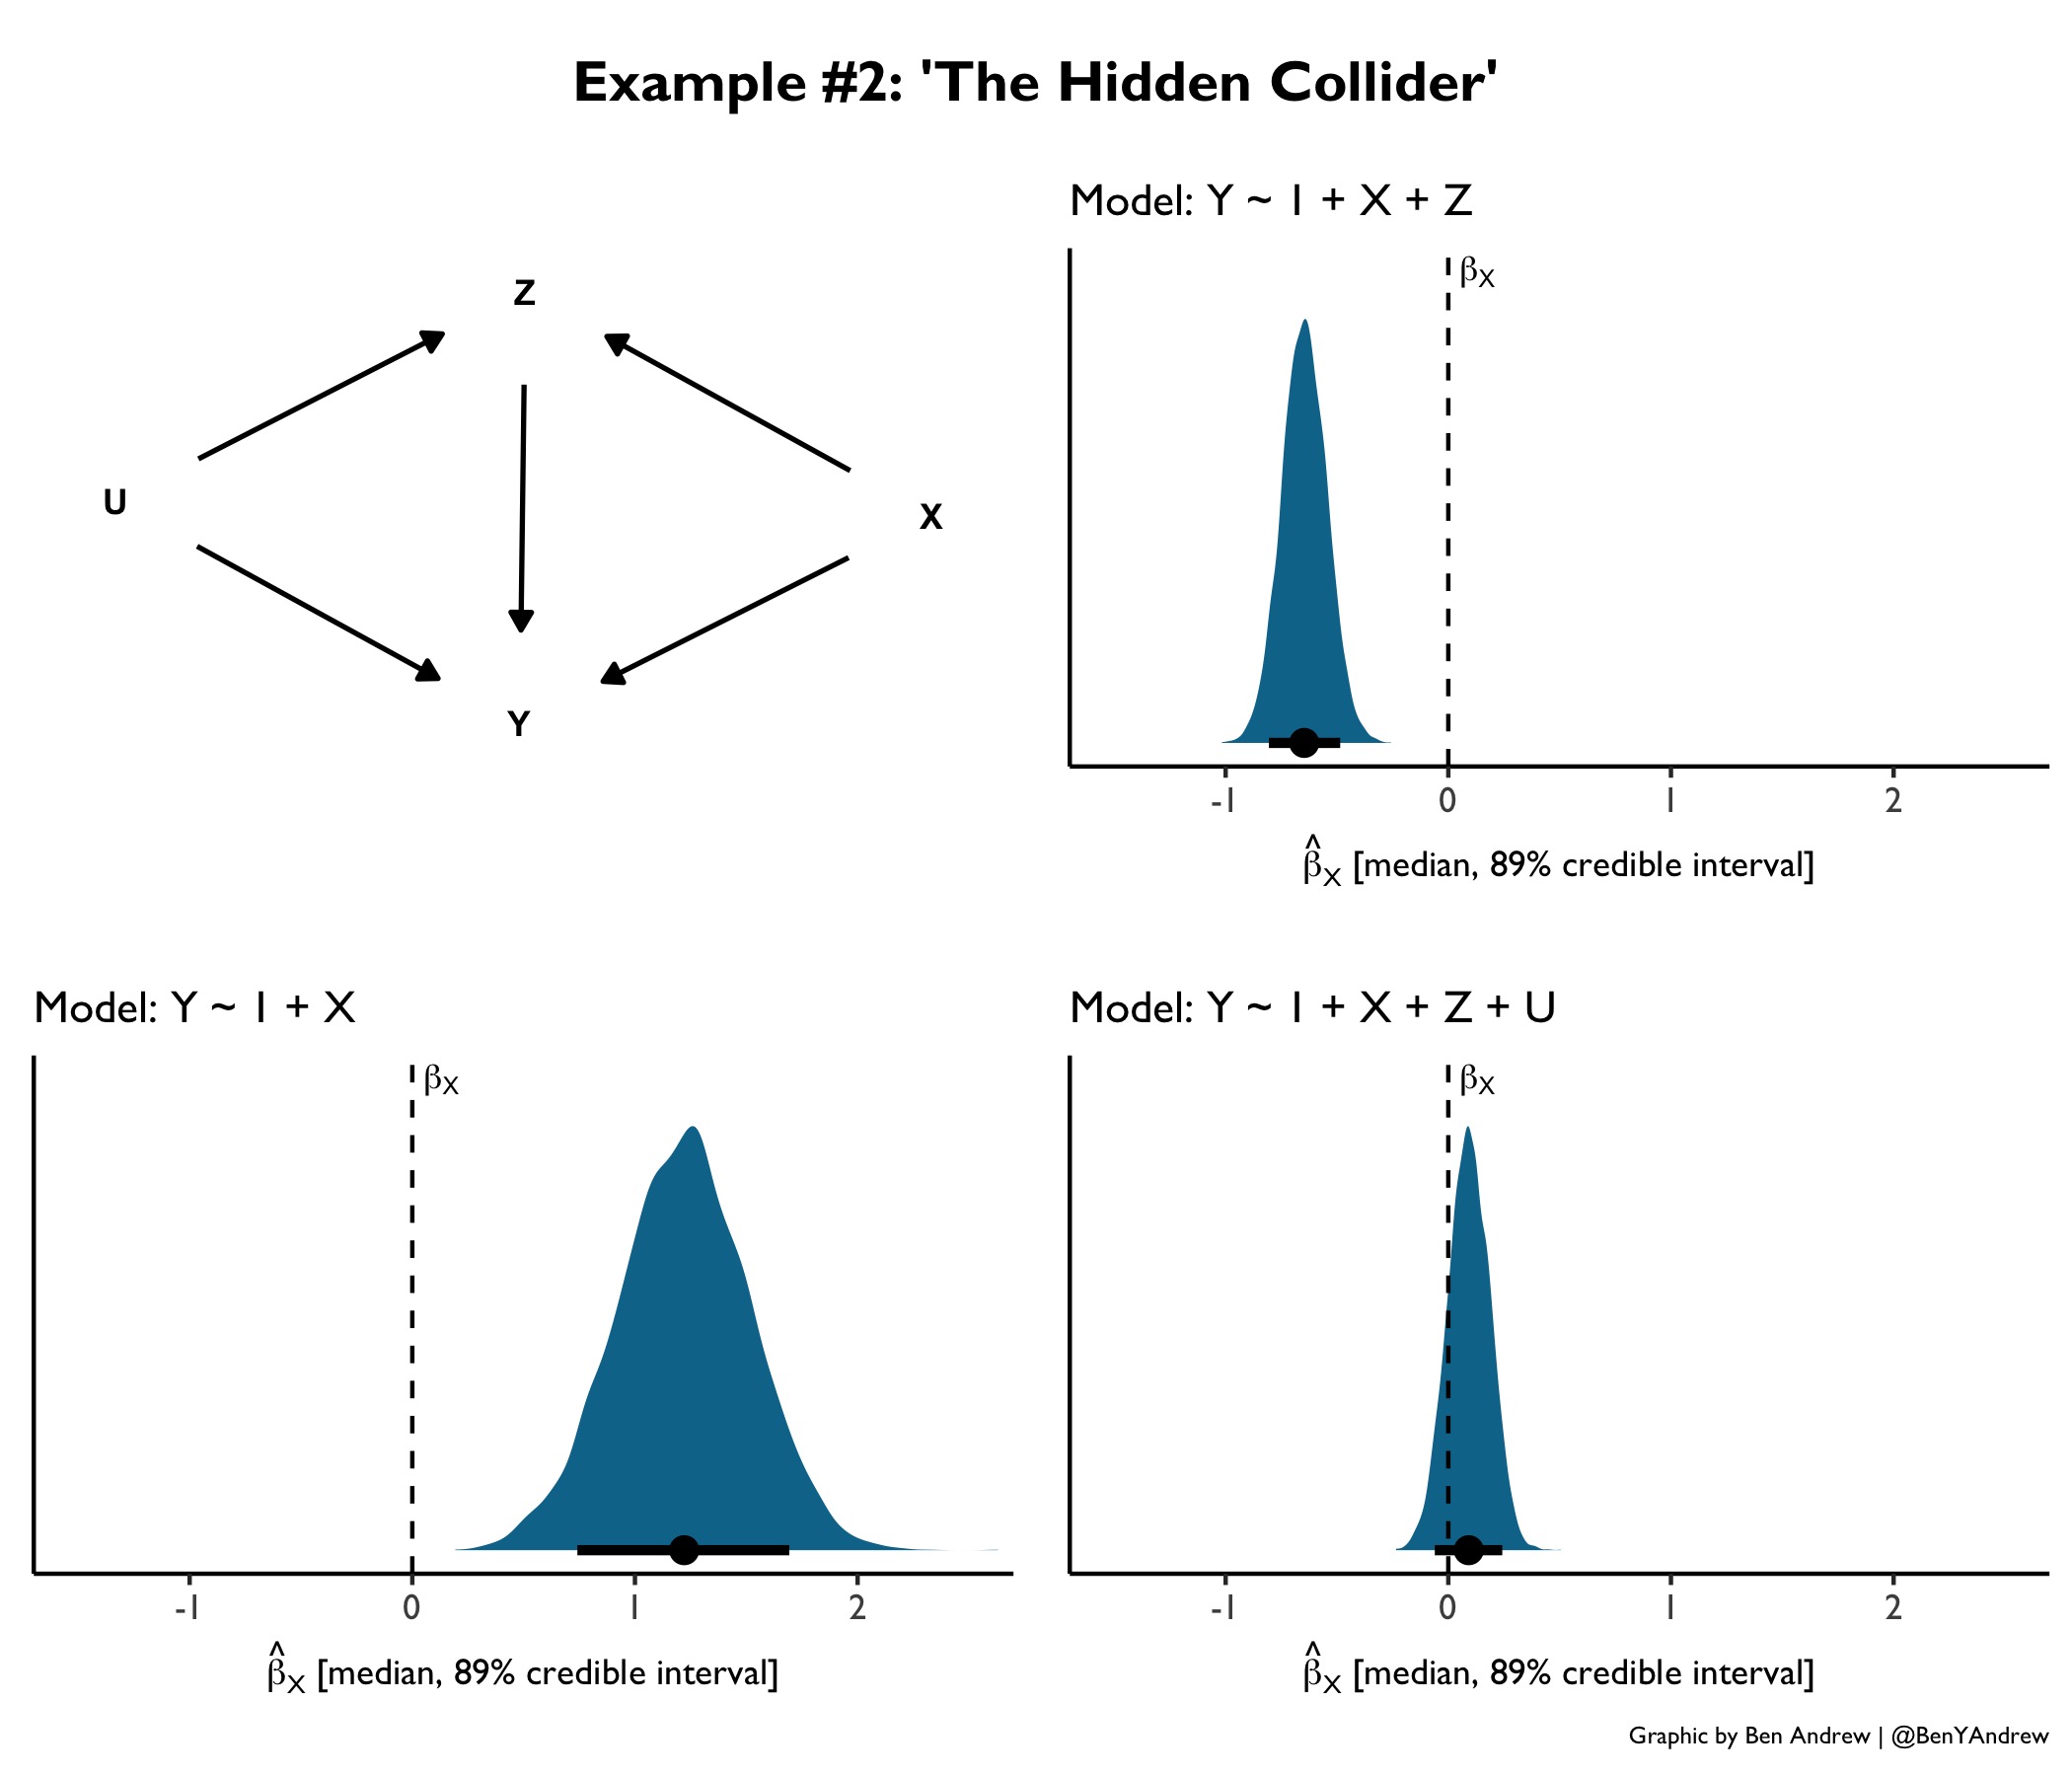 Example #2: 'The Hidden Collider'
Z
U
X
Y
Model: Y ~ 1 + X + Z
βX
-1 0 1 2
β̂X [median, 89% credible interval]
Model: Y ~ 1 + X
βX
-1 0 1 2
β̂X [median, 89% credible interval]
Model: Y ~ 1 + X + Z + U
βX
-1 0 1 2
β̂X [median, 89% credible interval]
Graphic by Ben Andrew | @BenYAndrew